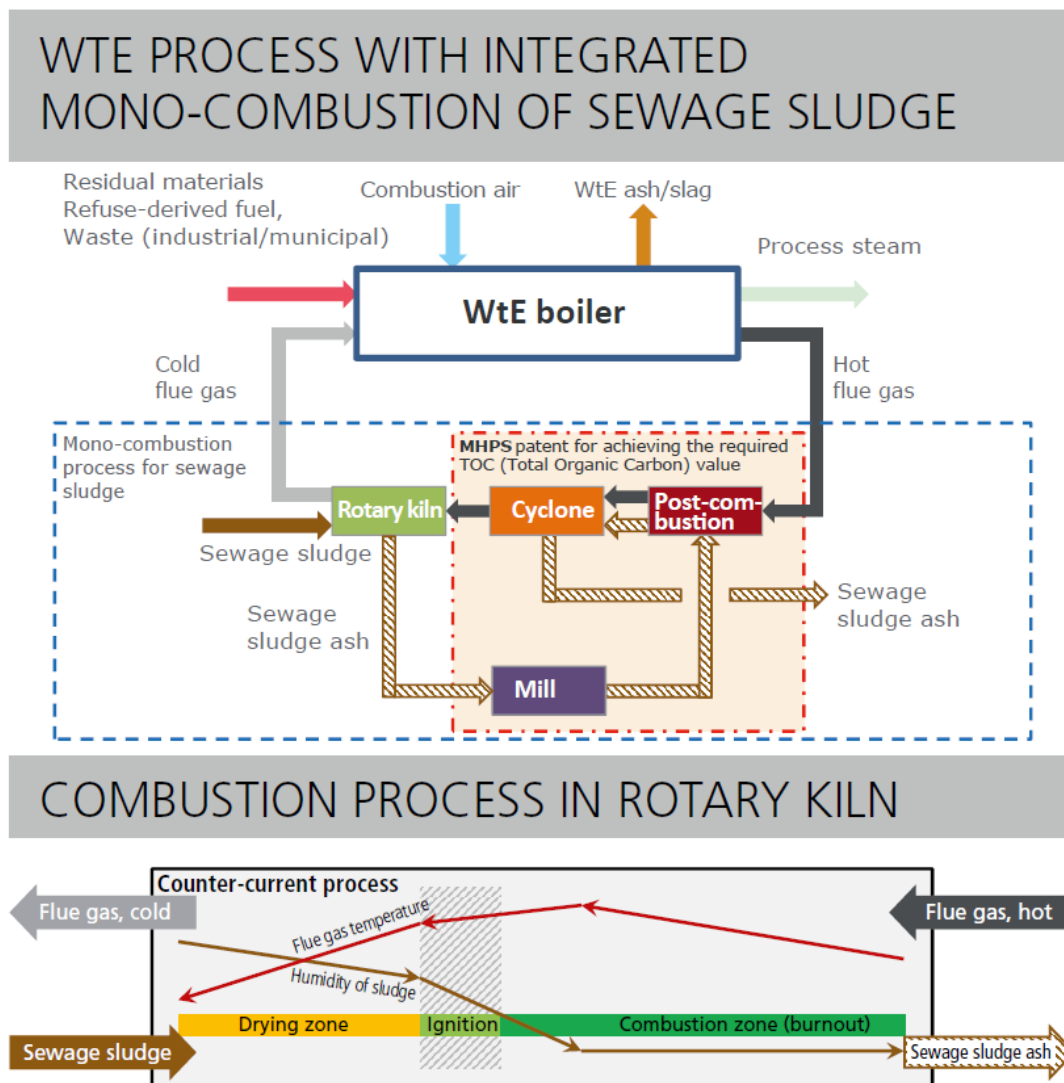 WTE PROCESS WITH INTEGRATED
MONO-COMBUSTION OF SEWAGE SLUDGE
Residual materials
Refuse-derived fuel,
Waste (industrial/municipal)
Combustion air
WtE ash/slag
Process steam
WtE boiler
Cold
flue gas
Hot
flue gas
Mono-combustion
process for sewage
sludge
MHPS patent for achieving the required
TOC (Total Organic Carbon) value
Rotary kiln
Cyclone
Post-com-
bustion
Sewage sludge
Sewage
sludge ash
Sewage
sludge ash
Mill
COMBUSTION PROCESS IN ROTARY KILN
Counter-current process
Flue gas, cold
Flue gas temperature
Flue gas, hot
Humidity of sludge
Drying zone
Ignition
Combustion zone (burnout)
Sewage sludge
Sewage sludge ash